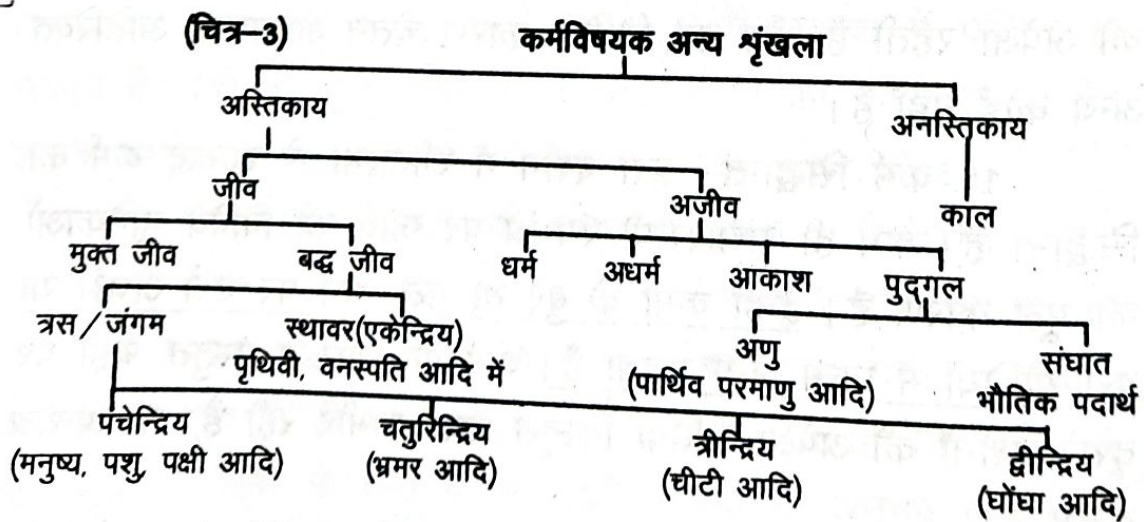 (चित्र-3) कर्मविषयक अन्य शृंखला
अस्तिकाय अनस्तिकाय
जीव अजीव काल
मुक्त जीव बद्ध जीव धर्म अधर्म आकाश पुद्गल
त्रस/जंगम स्थावर(एकेन्द्रिय) अणु संघात
पृथिवी, वनस्पति आदि में (पार्थिव परमाणु आदि) भौतिक पदार्थ
पंचेन्द्रिय चतुरिन्द्रिय त्रीन्द्रिय द्वीन्द्रिय
(मनुष्य, पशु, पक्षी आदि) (भ्रमर आदि) (चीटी आदि) (घोंघा आदि)